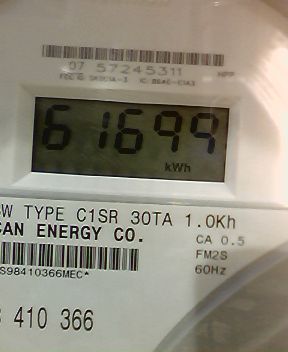 07 57245311
61699
kWh
SW TYPE C1SR 30TA 1.0Kh
CAN ENERGY CO.
CA 0.5
FM2S
60Hz
S98410366MEC*
410 366